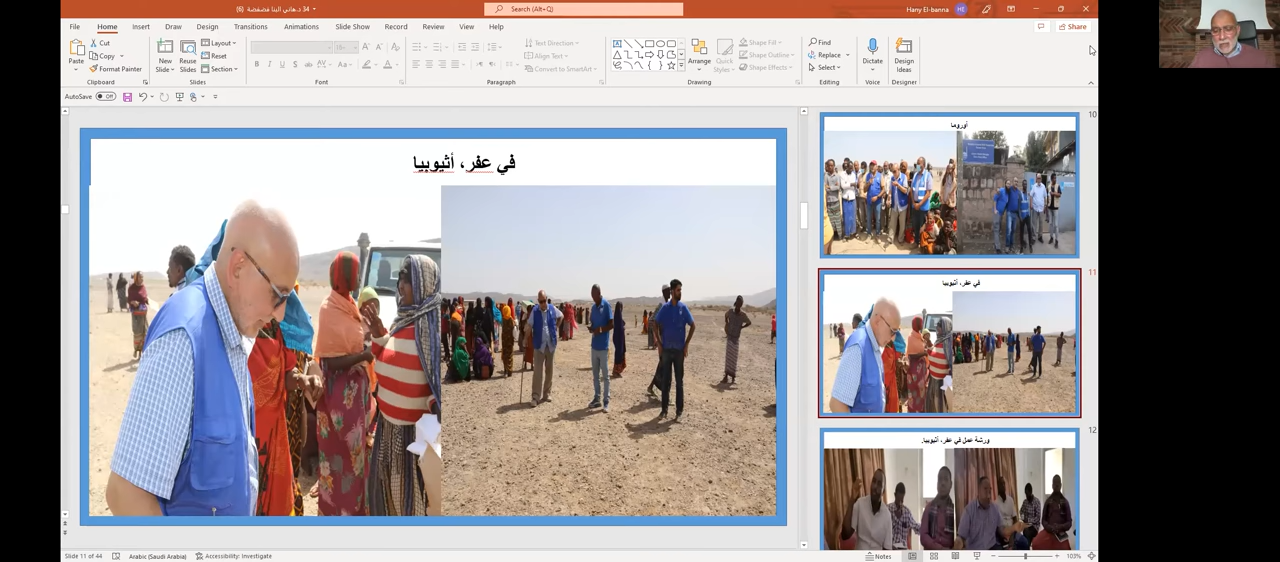 34 د.هاني البنا فضفضة (6)
Search (Alt+Q)
Hany El-banna
HE
File Home Insert Draw Design Transitions Animations Slide Show Record Review View Help
Share
Paste
Cut
Copy
Format Painter
Clipboard
New Slide
Reuse Slides
Layout
Reset
Section
Slides
Font
Text Direction
Align Text
Convert to SmartArt
Paragraph
Arrange
Quick Styles
Shape Fill
Shape Outline
Shape Effects
Drawing
Find
Replace
Select
Editing
Dictate
Voice
Design Ideas
Designer
AutoSave Off
في عفر، أثيوبيا
10
أوروما
11
في عفر، أثيوبيا
12
ورشة عمل في عفر، أثيوبيا.
Slide 11 of 44
Arabic (Saudi Arabia)
Accessibility: Investigate
Notes
103%